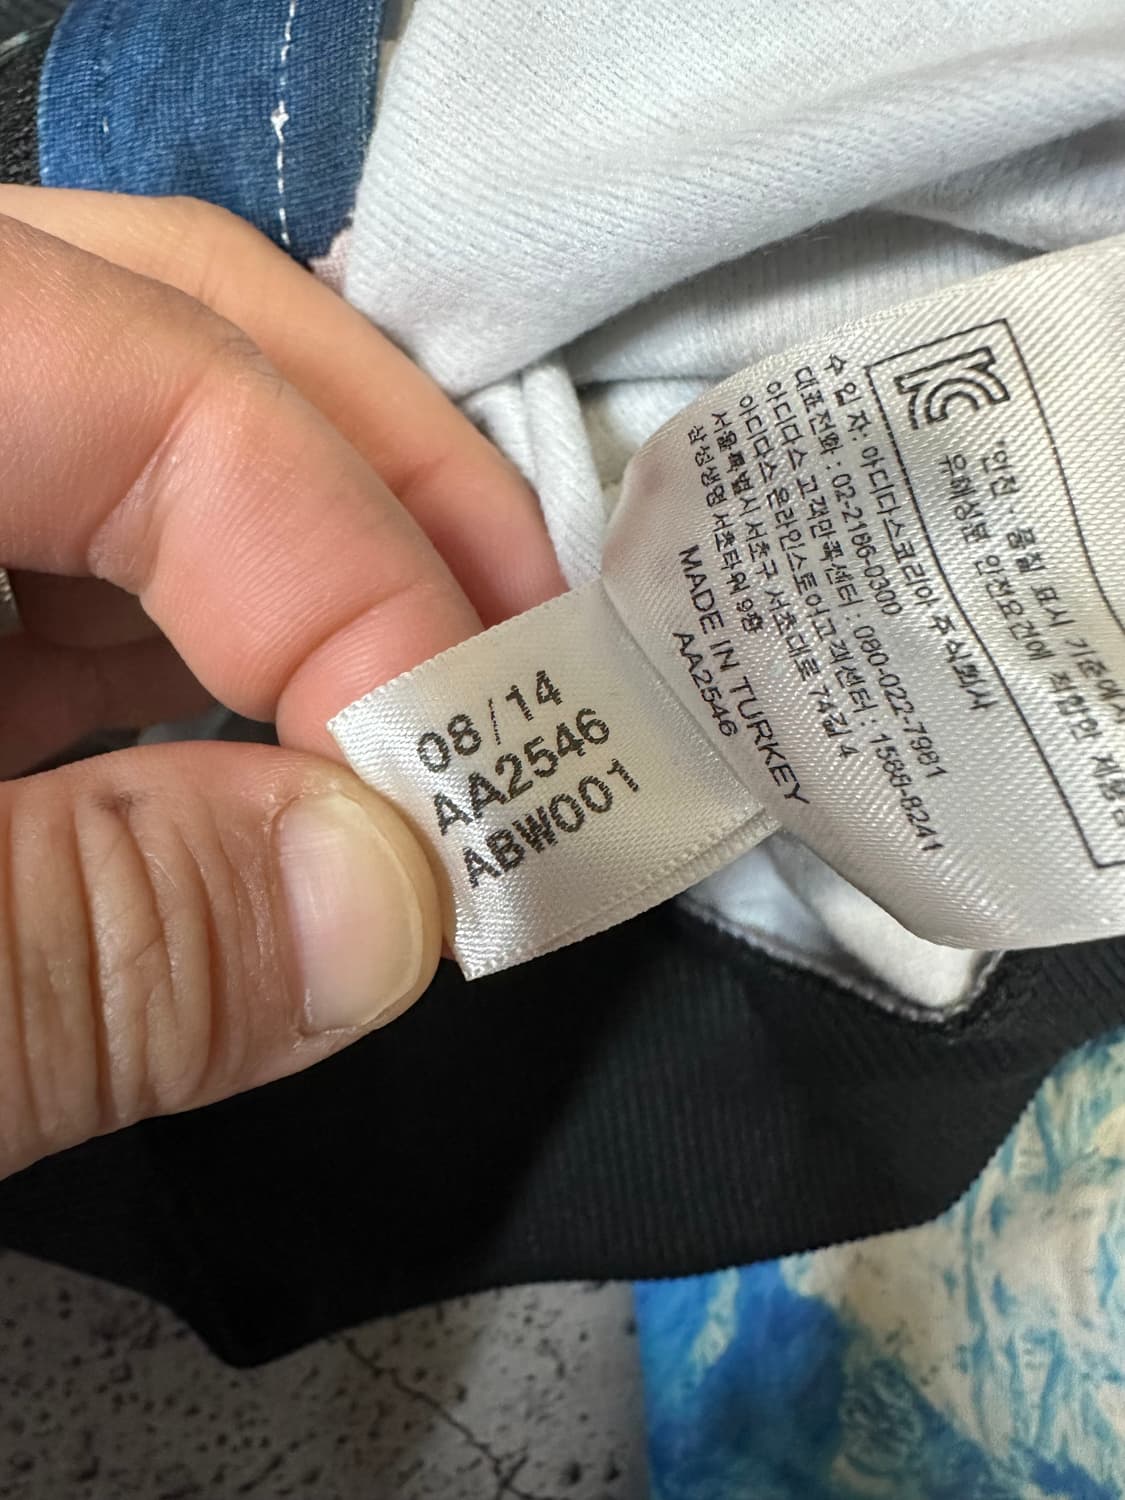 08/14
AA2546
ABW001
'안전·품질 표시 기준에
유해성분 안전요건에 적합한 제품
수 입 자: 아디다스코리아 주식회사
대표전화 : 02-2186-0300
아디다스 고객만족센터 : 080-022-7981
아디다스 온라인스토어고객센터 : 1588-8241
서울특별시 서초구 서초대로 74길 4
삼성생명 서초타워 9층
MADE IN TURKEY
AA2546